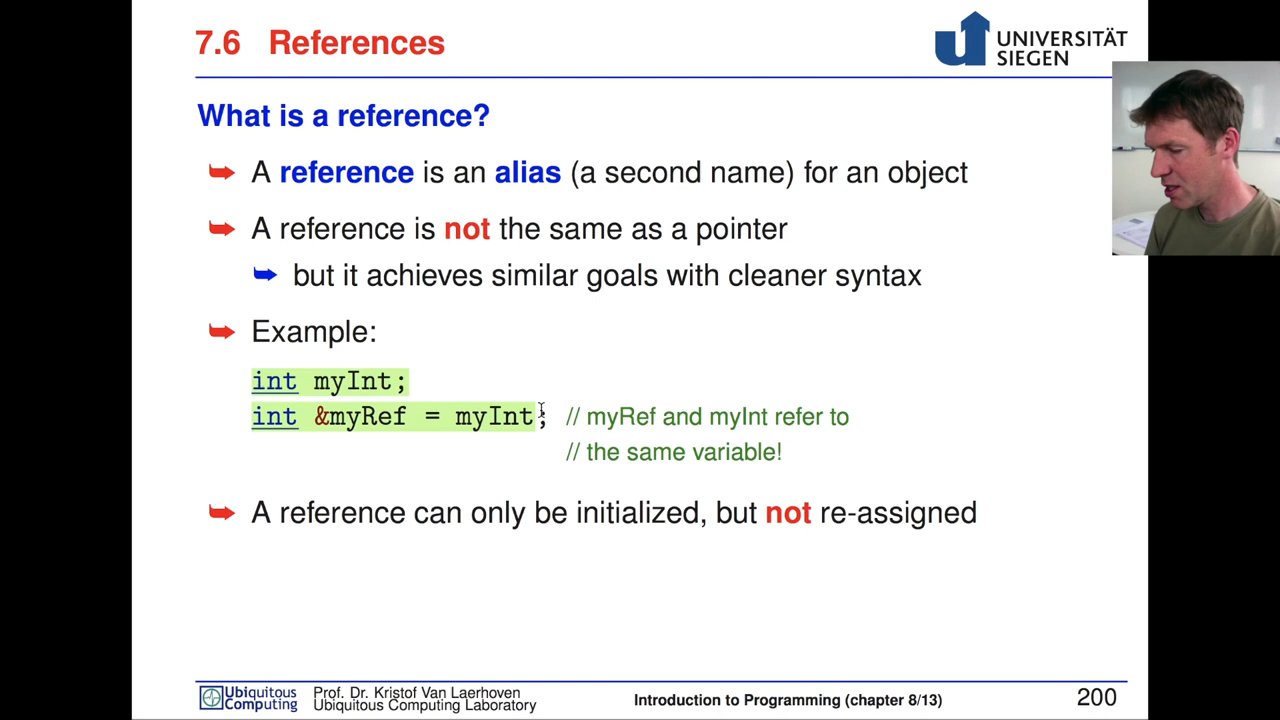 7.6 References
UNIVERSITÄT
SIEGEN
What is a reference?
A reference is an alias (a second name) for an object
A reference is not the same as a pointer
but it achieves similar goals with cleaner syntax
Example:
int myInt;
int &myRef = myInt; // myRef and myInt refer to
// the same variable!
A reference can only be initialized, but not re-assigned
Ubiquitous
Computing
Prof. Dr. Kristof Van Laerhoven
Ubiquitous Computing Laboratory
Introduction to Programming (chapter 8/13)
200